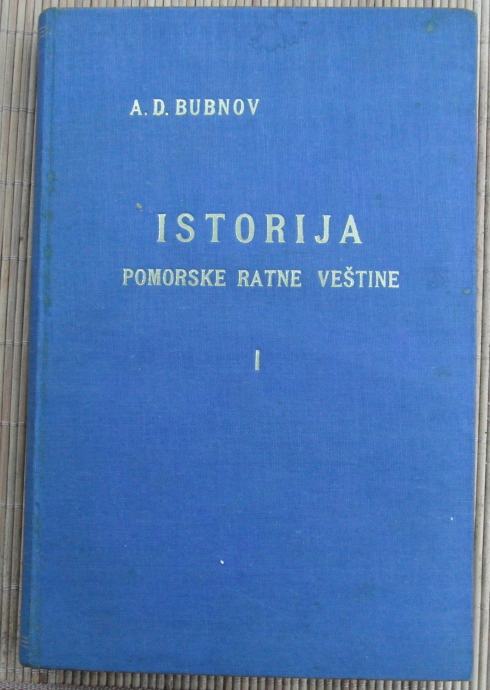 A. D. BUBNOV
ISTORIJA
POMORSKE RATNE VEŠTINE
I